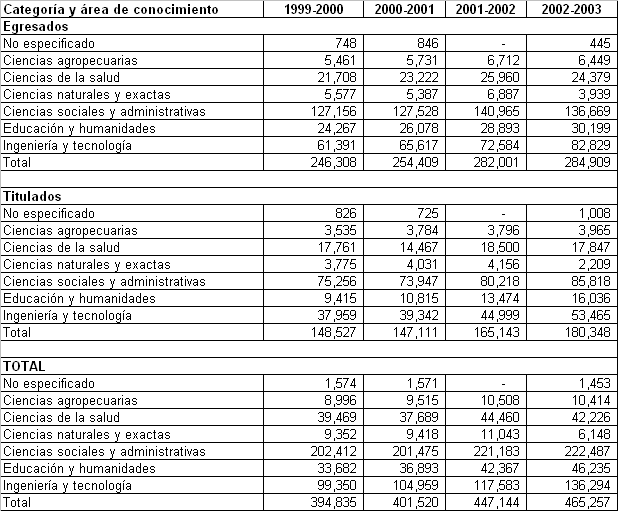 Categoría y área de conocimiento 1999-2000 2000-2001 2001-2002 2002-2003
Egresados
No especificado 748 846 - 445
Ciencias agropecuarias 5,461 5,731 6,712 6,449
Ciencias de la salud 21,708 23,222 25,960 24,379
Ciencias naturales y exactas 5,577 5,387 6,887 3,939
Ciencias sociales y administrativas 127,156 127,528 140,965 136,669
Educación y humanidades 24,267 26,078 28,893 30,199
Ingeniería y tecnología 61,391 65,617 72,584 82,829
Total 246,308 254,409 282,001 284,909
Titulados
No especificado 826 725 - 1,008
Ciencias agropecuarias 3,535 3,784 3,796 3,965
Ciencias de la salud 17,761 14,467 18,500 17,847
Ciencias naturales y exactas 3,775 4,031 4,156 2,209
Ciencias sociales y administrativas 75,256 73,947 80,218 85,818
Educación y humanidades 9,415 10,815 13,474 16,036
Ingeniería y tecnología 37,959 39,342 44,999 53,465
Total 148,527 147,111 165,143 180,348
TOTAL
No especificado 1,574 1,571 - 1,453
Ciencias agropecuarias 8,996 9,515 10,508 10,414
Ciencias de la salud 39,469 37,689 44,460 42,226
Ciencias naturales y exactas 9,352 9,418 11,043 6,148
Ciencias sociales y administrativas 202,412 201,475 221,183 222,487
Educación y humanidades 33,682 36,893 42,367 46,235
Ingeniería y tecnología 99,350 104,959 117,583 136,294
Total 394,835 401,520 447,144 465,257